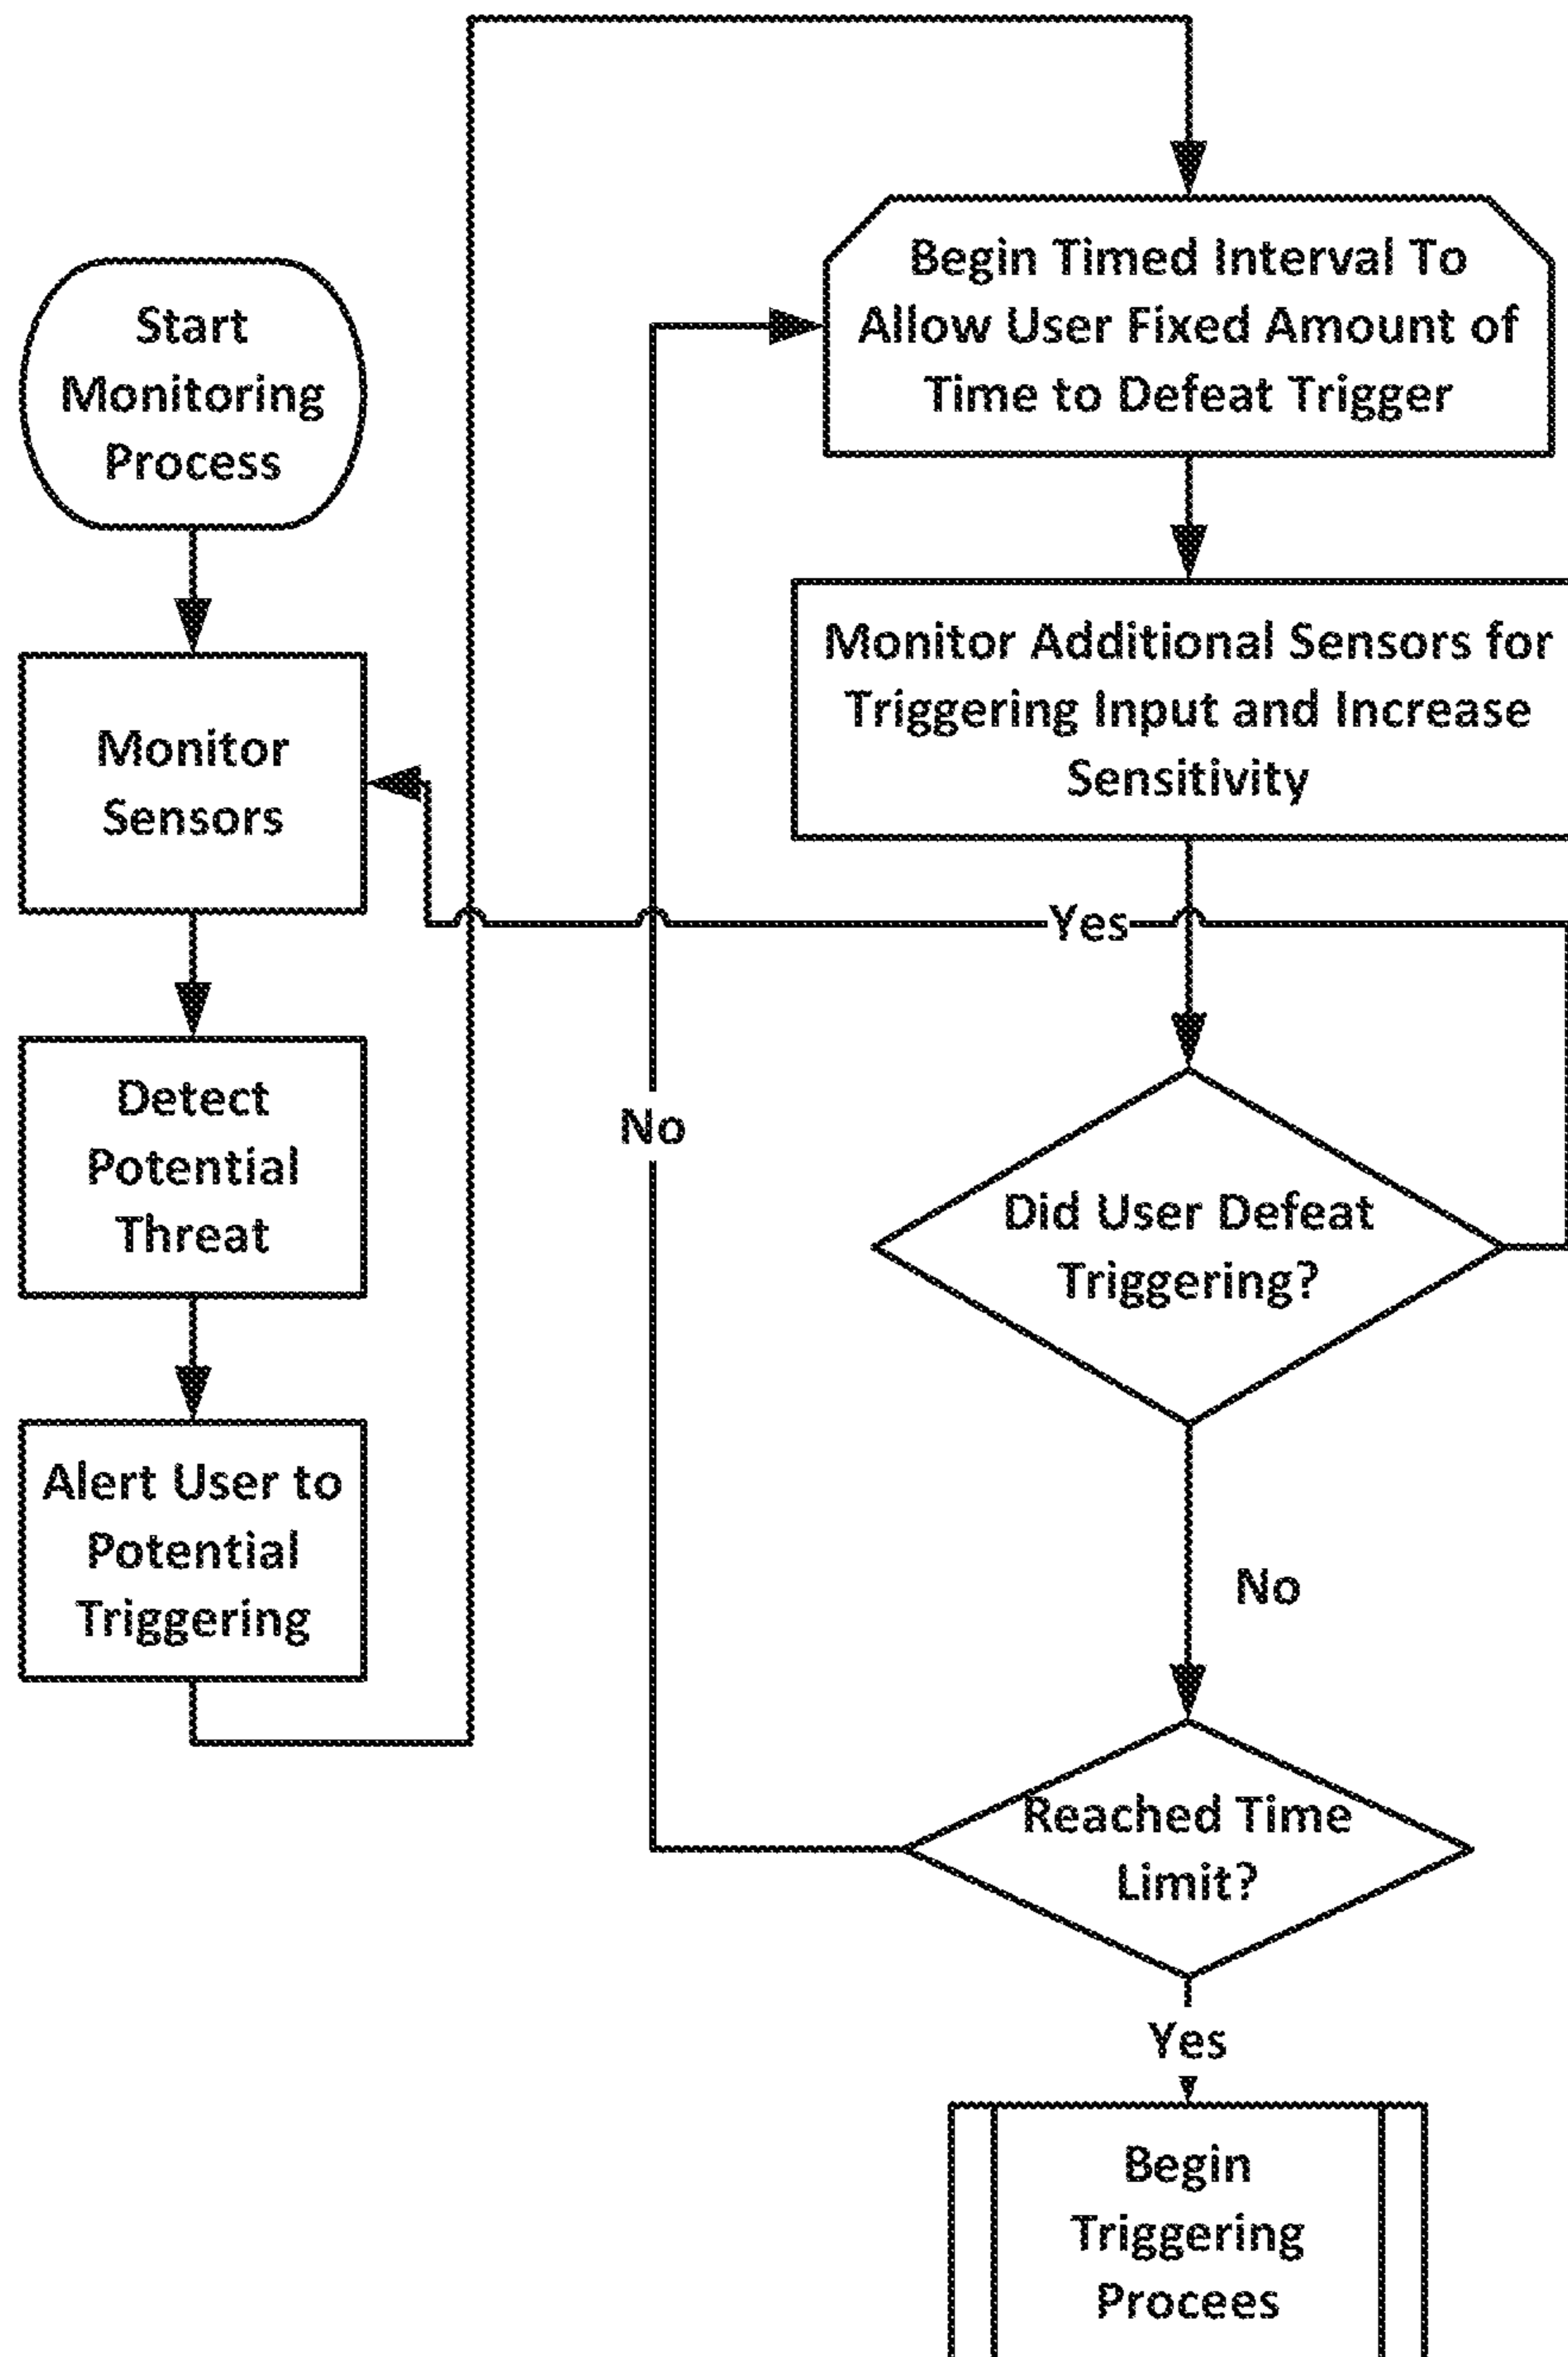 Start
Monitoring
Process
Monitor
Sensors
Detect
Potential
Threat
Alert User to
Potential
Triggering
Begin Timed Interval To
Allow User Fixed Amount of
Time to Defeat Trigger
Monitor Additional Sensors for
Triggering Input and Increase
Sensitivity
Yes
No
Did User Defeat
Triggering?
No
Reached Time
Limit?
Yes
Begin
Triggering
Procees